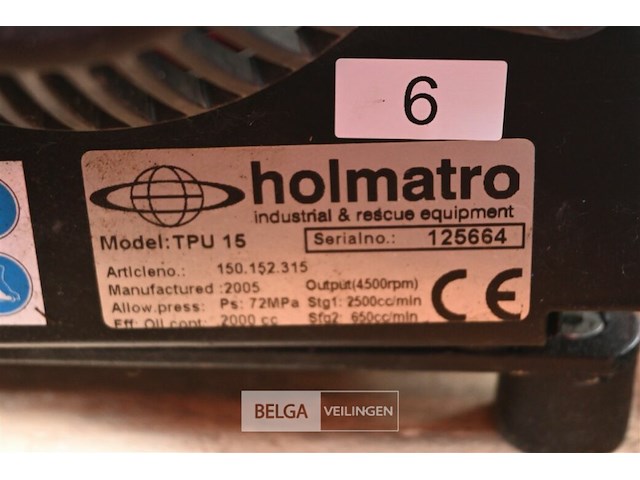 6
holmatro
industrial & rescue equipment
Model: TPU 15 Serialno.: 125664
Articleno.: 150.152.315
Manufactured :2005 Output(4500rpm)
Allow.press: Ps: 72MPa Stg1: 2500cc/min
Eff: Oil cont: 2000 cc Stg2: 650cc/min
CE
BELGA VEILINGEN